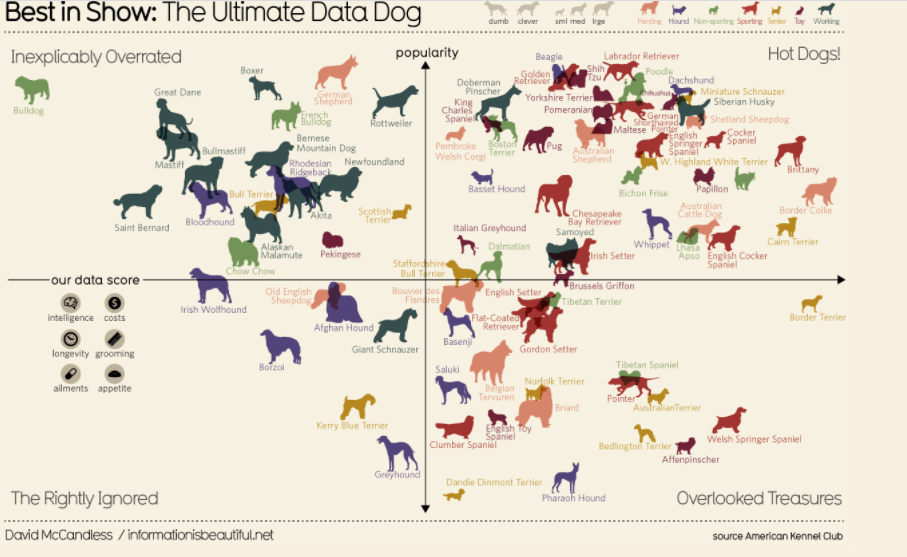 Best in Show: The Ultimate Data Dog
dumb clever sml med lrge Herding Hound Non-sporting Sporting Terrier Toy Working
Inexplicably Overrated
popularity
Hot Dogs!
Bulldog
Great Dane
Boxer
German
Shepherd
French
Bulldog
Rottweiler
Mastiff
Bullmastiff
Bernese
Mountain Dog
Rhodesian
Ridgeback
Newfoundland
Saint Bernard
Bloodhound
Bull Terrier
Akita
Scottish
Terrier
Alaskan
Malamute
Pekingese
Chow Chow
Doberman
Pinscher
Beagle
Golden
Retriever
Shih
Tzu
Labrador Retriever
Poodle
Dachshund
Chihuahua
Miniature Schnauzer
Siberian Husky
Yorkshire Terrier
Pomeranian
King
Charles
Spaniel
German
Shorthaired
Pointer
Shetland Sheepdog
Maltese
Pembroke
Welsh Corgi
Boston
Terrier
Pug
Australian
Shepherd
English
Springer
Spaniel
Cocker
Spaniel
Brittany
W. Highland White Terrier
Basset Hound
Bichon Frise
Papillon
Border Collie
Chesapeake
Bay Retriever
Australian
Cattle Dog
Whippet
Cairn Terrier
Italian Greyhound
Samoyed
Dalmatian
Irish Setter
Lhasa
Apso
English Cocker
Spaniel
Staffordshire
Bull Terrier
our data score
intelligence costs
longevity grooming
ailments appetite
Irish Wolfhound
Old English
Sheepdog
Afghan Hound
Giant Schnauzer
Borzoi
Kerry Blue Terrier
Greyhound
Bouvier des
Flandres
Brussels Griffon
English Setter
Tibetan Terrier
Border Terrier
Flat-Coated
Retriever
Basenji
Gordon Setter
Saluki
Belgian
Tervuren
Norfolk Terrier
Briard
Tibetan Spaniel
Pointer
AustralianTerrier
Clumber Spaniel
English Toy
Spaniel
Bedlington Terrier
Welsh Springer Spaniel
Affenpinscher
Dandie Dinmont Terrier
Pharaoh Hound
The Rightly Ignored
Overlooked Treasures
David McCandless / informationisbeautiful.net
source American Kennel Club